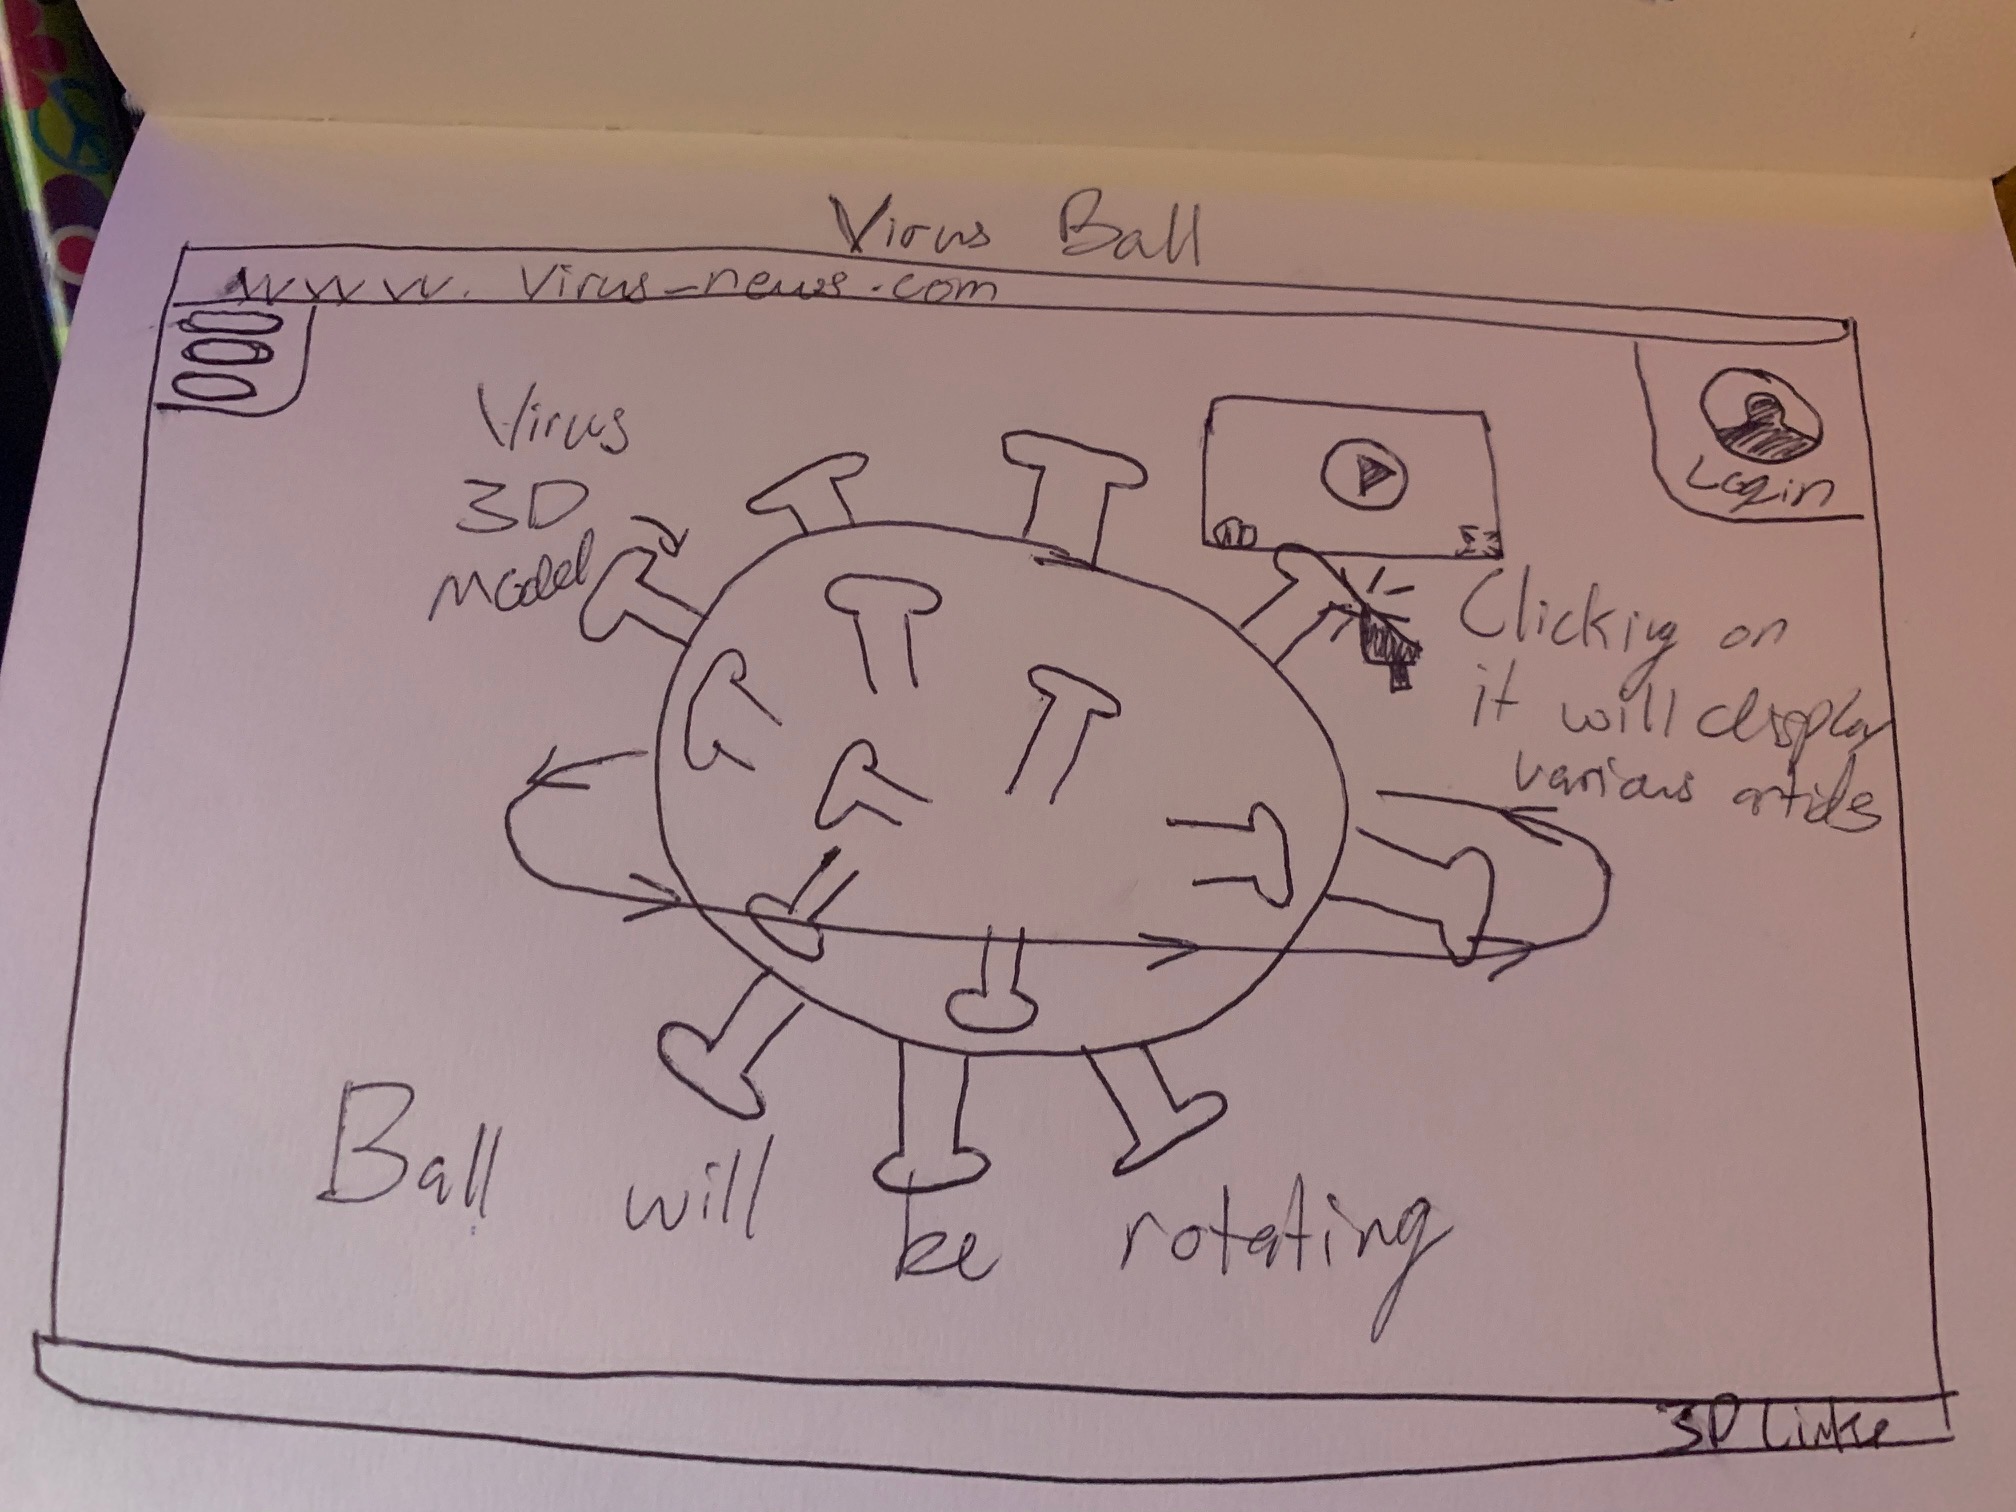 Virus Ball
www.virus-news.com
Virus
3D
Model
Login
Clicking on
it will display
various articls
Ball will be rotating
3D Links